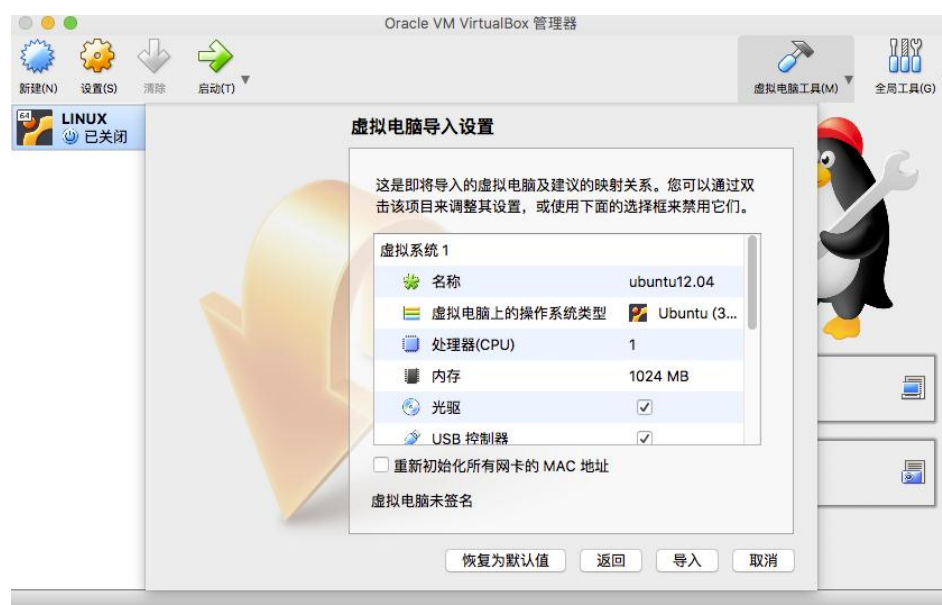 Oracle VM VirtualBox 管理器
新建(N) 设置(S) 清除 启动(T) 虚拟电脑工具(M) 全局工具(G)
64
LINUX
已关闭
虚拟电脑导入设置
这是即将导入的虚拟电脑及建议的映射关系。您可以通过双
击该项目来调整其设置，或使用下面的选择框来禁用它们。
虚拟系统 1
名称 ubuntu12.04
虚拟电脑上的操作系统类型 Ubuntu (3...
处理器(CPU) 1
内存 1024 MB
光驱
USB 控制器
重新初始化所有网卡的 MAC 地址
虚拟电脑未签名
恢复为默认值 返回 导入 取消